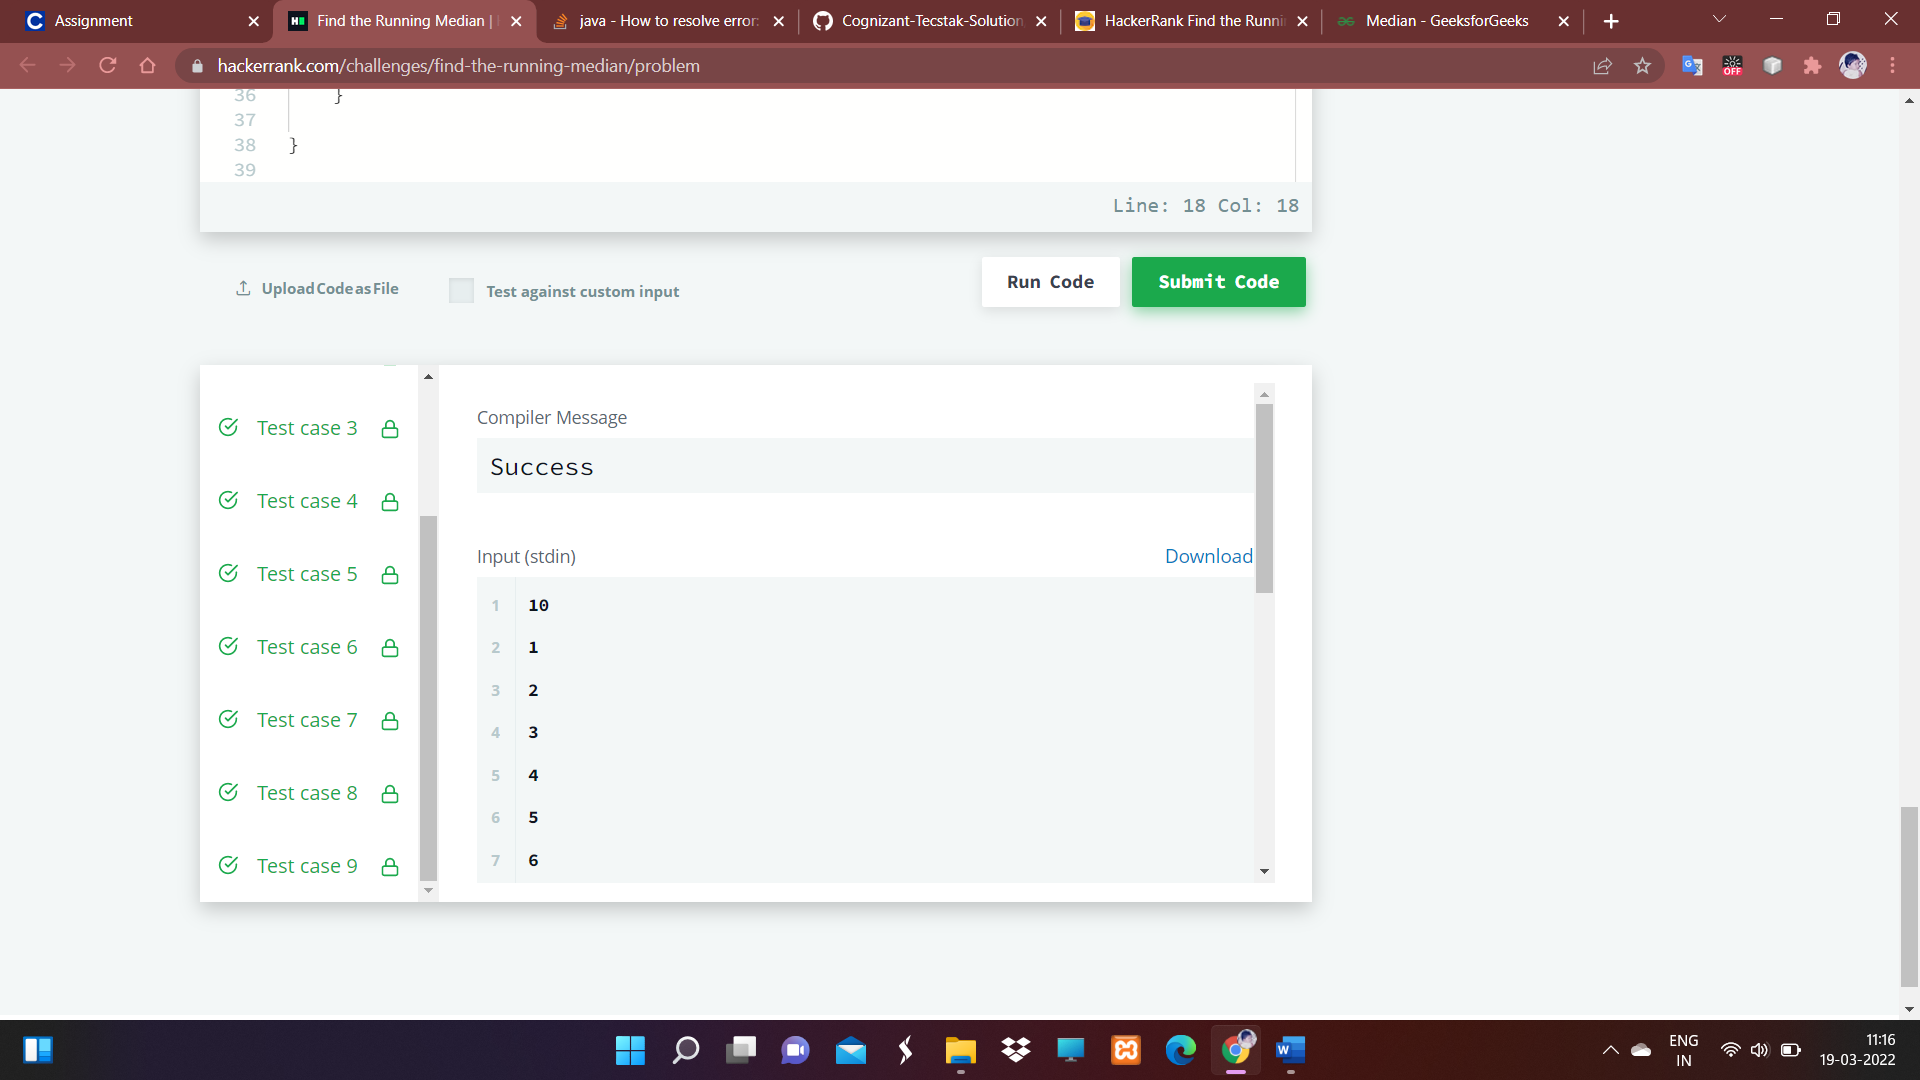 Assignment
Find the Running Median |
java - How to resolve error:
Cognizant-Tecstak-Solution
HackerRank Find the Runni
Median - GeeksforGeeks
hackerrank.com/challenges/find-the-running-median/problem
OFF
36 }
37
38 }
39
Line: 18 Col: 18
Upload Code as File
Test against custom input
Run Code
Submit Code
Test case 3
Test case 4
Test case 5
Test case 6
Test case 7
Test case 8
Test case 9
Compiler Message
Success
Input (stdin)
Download
1 10
2 1
3 2
4 3
5 4
6 5
7 6
ENG
IN
11:16
19-03-2022